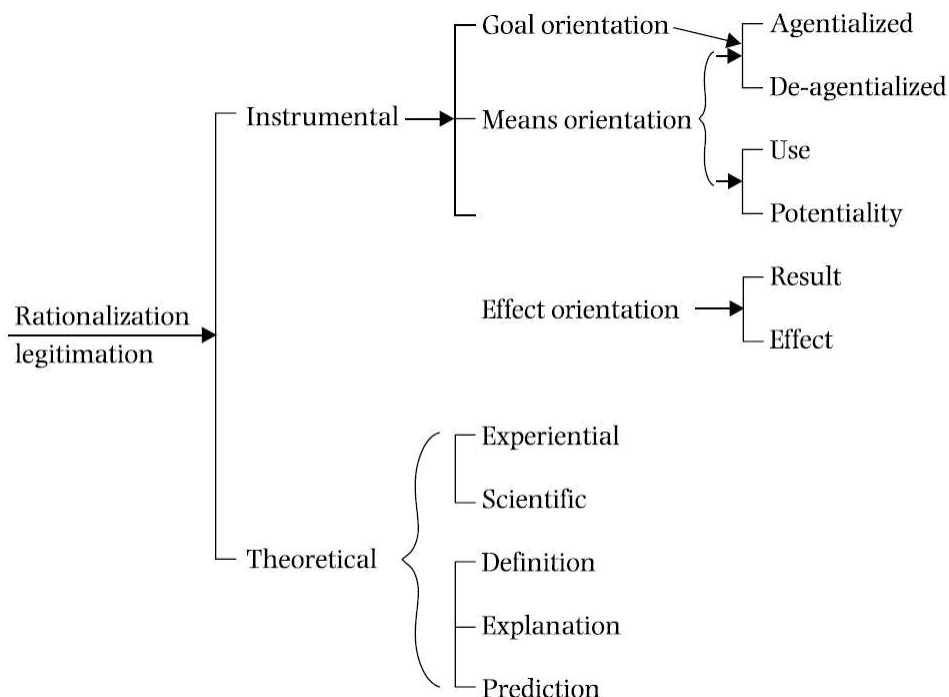 Goal orientation
Agentialized
De-agentialized
Instrumental
Means orientation
Use
Potentiality
Result
Effect orientation
Effect
Rationalization
legitimation
Experiential
Scientific
Theoretical
Definition
Explanation
Prediction